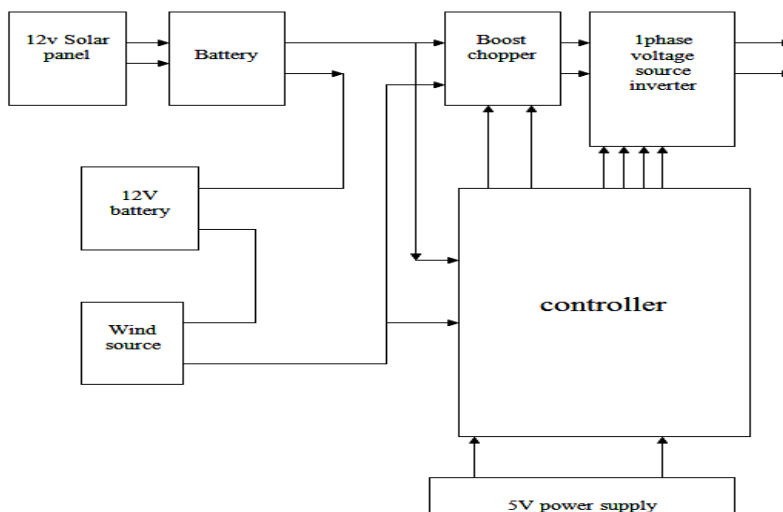 12v Solar
panel
Battery
Boost
chopper
1phase
voltage
source
inverter
12V
battery
Wind
source
controller
5V power supply